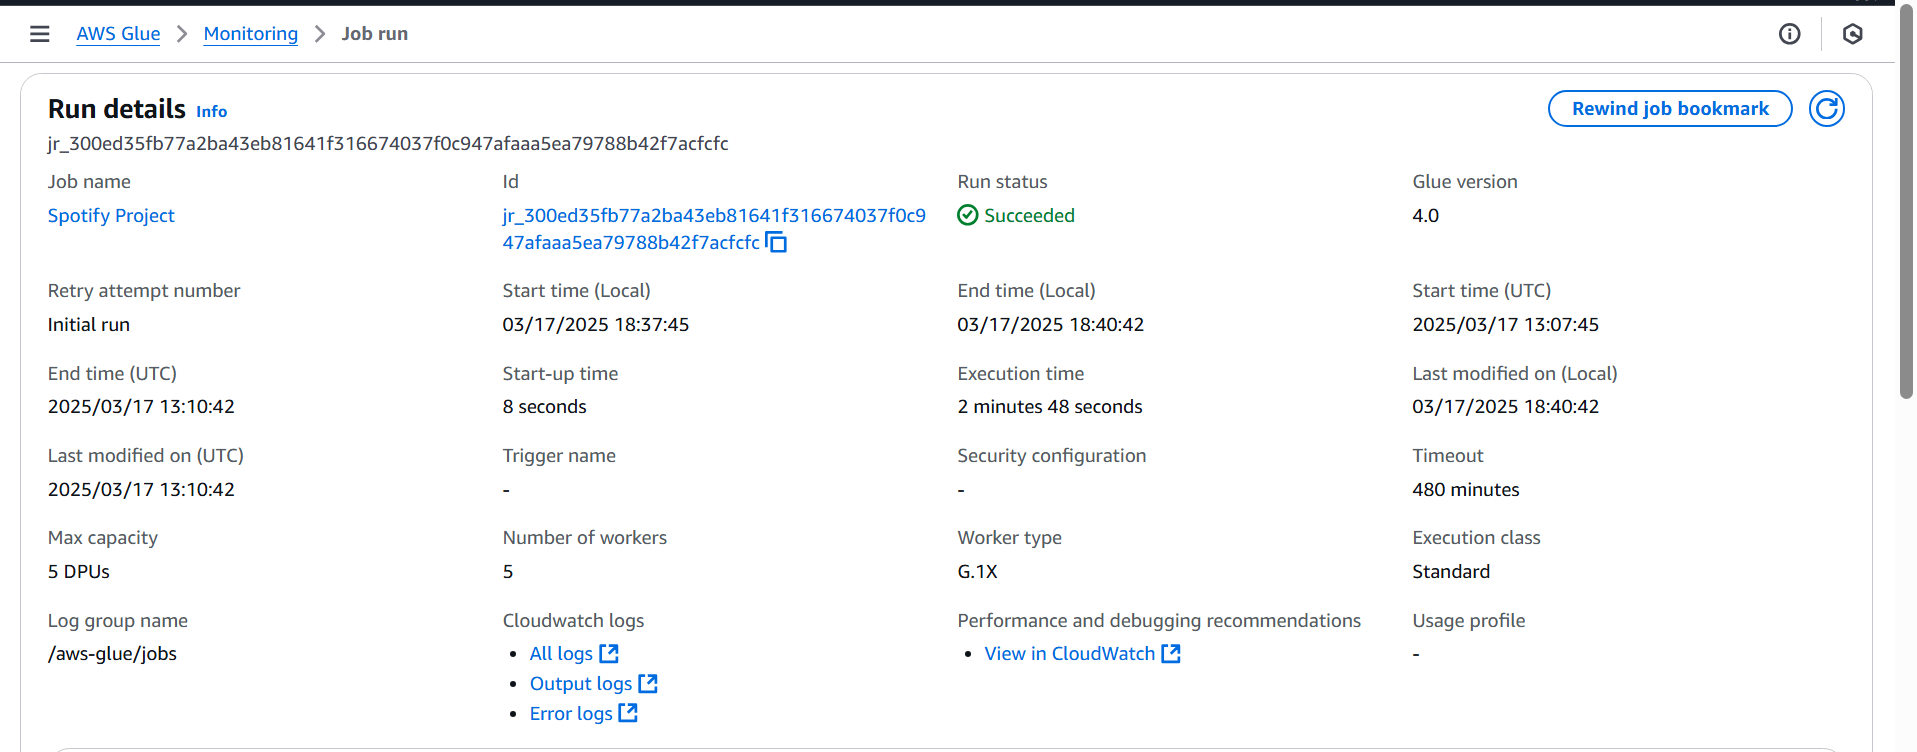 AWS Glue > Monitoring > Job run
Run details Info
Rewind job bookmark
jr_300ed35fb77a2ba43eb81641f316674037f0c947afaaa5ea79788b42f7acfcfc
Job name
Spotify Project
Id
jr_300ed35fb77a2ba43eb81641f316674037f0c9
47afaaa5ea79788b42f7acfcfc
Run status
Succeeded
Glue version
4.0
Retry attempt number
Initial run
Start time (Local)
03/17/2025 18:37:45
End time (Local)
03/17/2025 18:40:42
Start time (UTC)
2025/03/17 13:07:45
End time (UTC)
2025/03/17 13:10:42
Start-up time
8 seconds
Execution time
2 minutes 48 seconds
Last modified on (Local)
03/17/2025 18:40:42
Last modified on (UTC)
2025/03/17 13:10:42
Trigger name
-
Security configuration
-
Timeout
480 minutes
Max capacity
5 DPUs
Number of workers
5
Worker type
G.1X
Execution class
Standard
Log group name
/aws-glue/jobs
Cloudwatch logs
• All logs
• Output logs
• Error logs
Performance and debugging recommendations
• View in CloudWatch
Usage profile
-